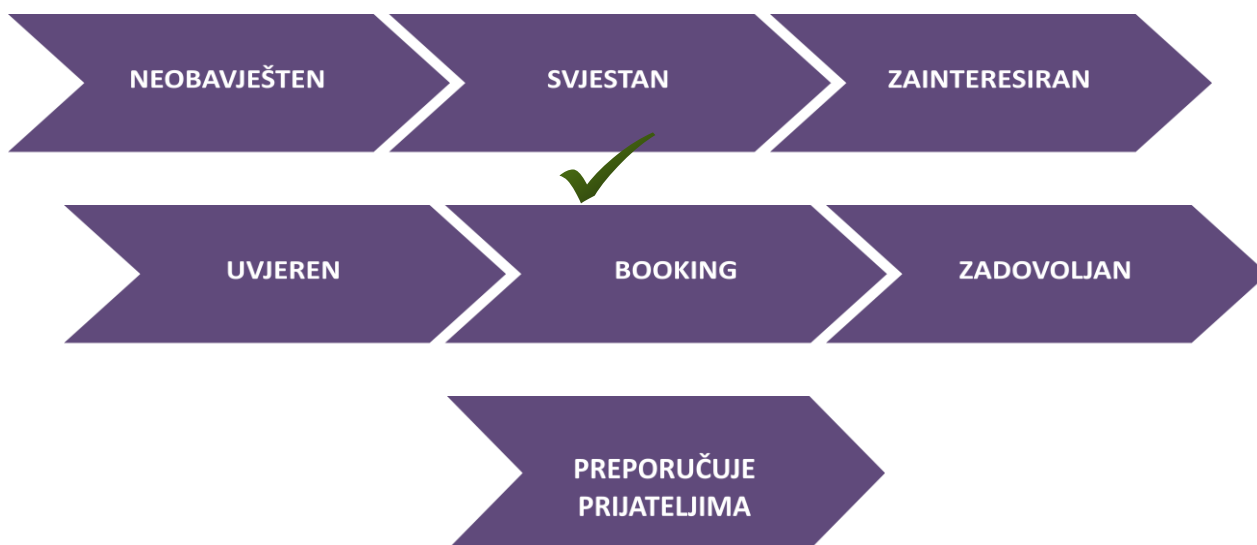 NEOBAVJEŠTEN
SVJESTAN
ZAINTERESIRAN
UVJEREN
BOOKING
ZADOVOLJAN
PREPORUČUJE
PRIJATELJIMA